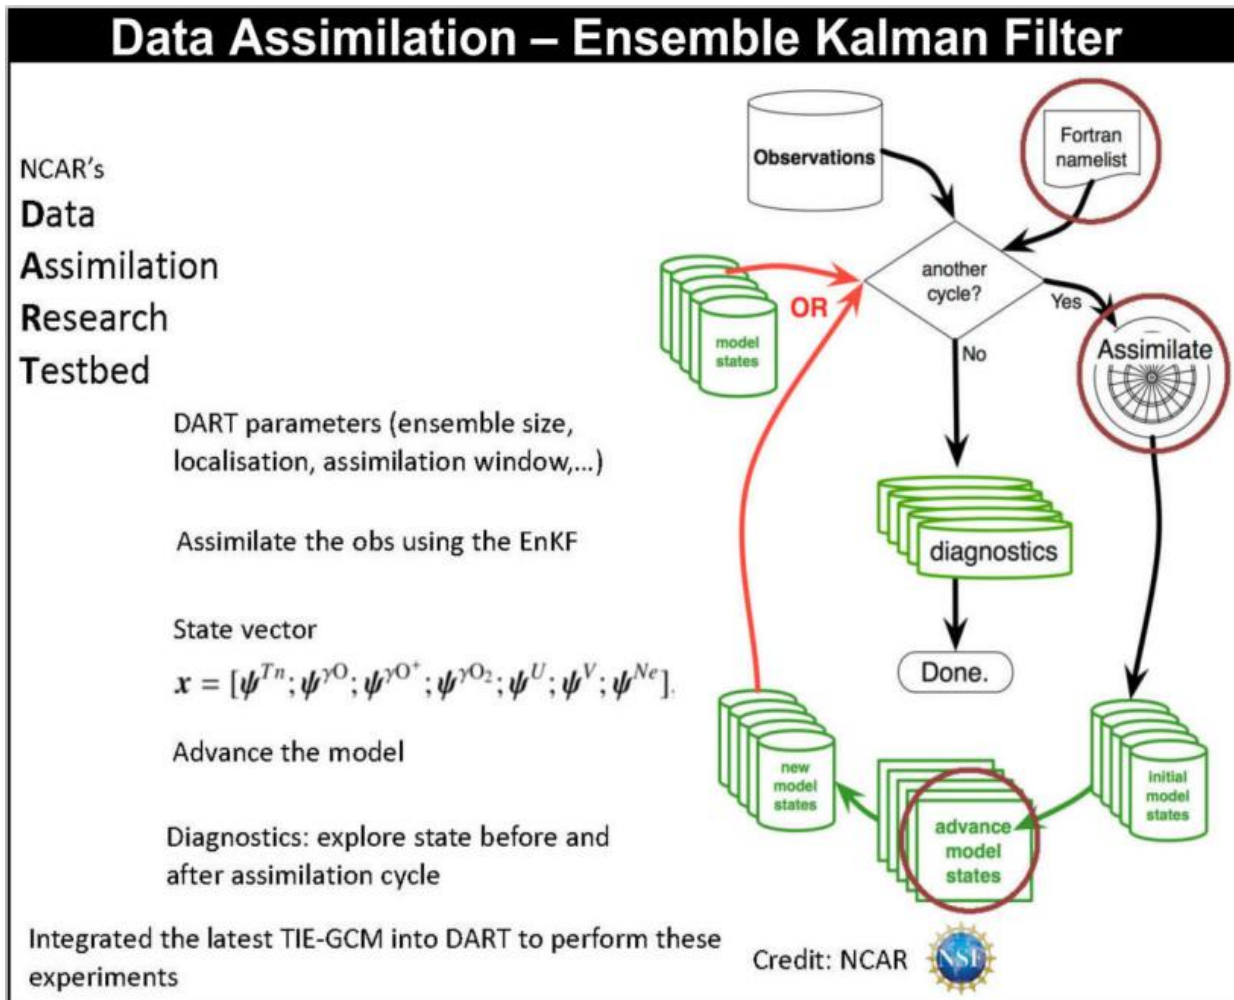 Data Assimilation – Ensemble Kalman Filter
NCAR's
Data
Assimilation
Research
Testbed
DART parameters (ensemble size,
localisation, assimilation window,...)
Assimilate the obs using the EnKF
State vector
x = [ψ^{Tn}; ψ^{γO}; ψ^{γO⁺}; ψ^{γO₂}; ψ^{U}; ψ^{V}; ψ^{Ne}].
Advance the model
Diagnostics: explore state before and
after assimilation cycle
Integrated the latest TIE-GCM into DART to perform these
experiments
Observations
Fortran
namelist
another
cycle?
Yes
No
OR
model
states
Assimilate
diagnostics
Done.
new
model
states
advance
model
states
initial
model
states
Credit: NCAR
NSF